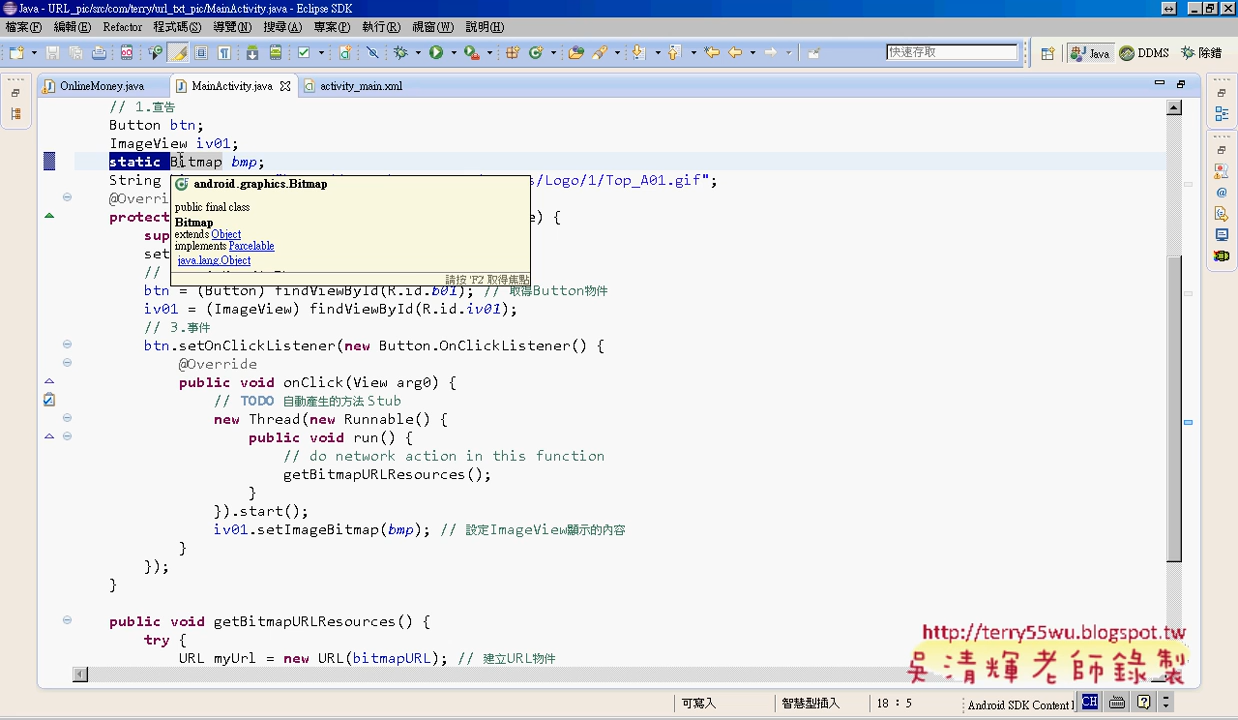 Java - URL_pic/src/com/terry/url_txt_pic/MainActivity.java - Eclipse SDK
檔案(F) 編輯(E) Refactor 程式碼(S) 導覽(N) 搜尋(A) 專案(P) 執行(R) 視窗(W) 說明(H)
快速存取 Java DDMS 除錯
OnlineMoney.java MainActivity.java activity_main.xml
// 1.宣告
Button btn;
ImageView iv01;
static Bitmap bmp;
String s/Logo/1/Top_A01.gif";
@Overri
protect e) {
sup
set
//
android.graphics.Bitmap
public final class
Bitmap
extends Object
implements Parcelable
java.lang.Object
請按 'F2' 取得焦點
btn = (Button) findViewById(R.id.b01); // 取得Button物件
iv01 = (ImageView) findViewById(R.id.iv01);
// 3.事件
btn.setOnClickListener(new Button.OnClickListener() {
@Override
public void onClick(View arg0) {
// TODO 自動產生的方法 Stub
new Thread(new Runnable() {
public void run() {
// do network action in this function
getBitmapURLResources();
}
}).start();
iv01.setImageBitmap(bmp); // 設定ImageView顯示的內容
}
});
}
public void getBitmapURLResources() {
try {
URL myUrl = new URL(bitmapURL); // 建立URL物件
http://terry55wu.blogspot.tw
吳清輝老師錄製
可寫入 智慧型插入 18 : 5 Android SDK Content l CH